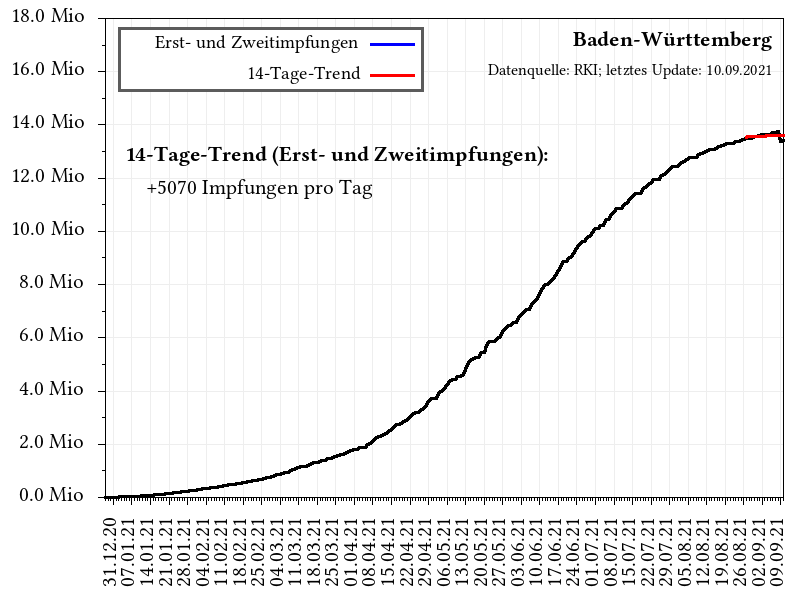 18.0 Mio
16.0 Mio
14.0 Mio
12.0 Mio
10.0 Mio
8.0 Mio
6.0 Mio
4.0 Mio
2.0 Mio
0.0 Mio
Erst- und Zweitimpfungen
14-Tage-Trend
Baden-Württemberg
Datenquelle: RKI; letztes Update: 10.09.2021
14-Tage-Trend (Erst- und Zweitimpfungen):
+5070 Impfungen pro Tag
31.12.20
07.01.21
14.01.21
21.01.21
28.01.21
04.02.21
11.02.21
18.02.21
25.02.21
04.03.21
11.03.21
18.03.21
25.03.21
01.04.21
08.04.21
15.04.21
22.04.21
29.04.21
06.05.21
13.05.21
20.05.21
27.05.21
03.06.21
10.06.21
17.06.21
24.06.21
01.07.21
08.07.21
15.07.21
22.07.21
29.07.21
05.08.21
12.08.21
19.08.21
26.08.21
02.09.21
09.09.21